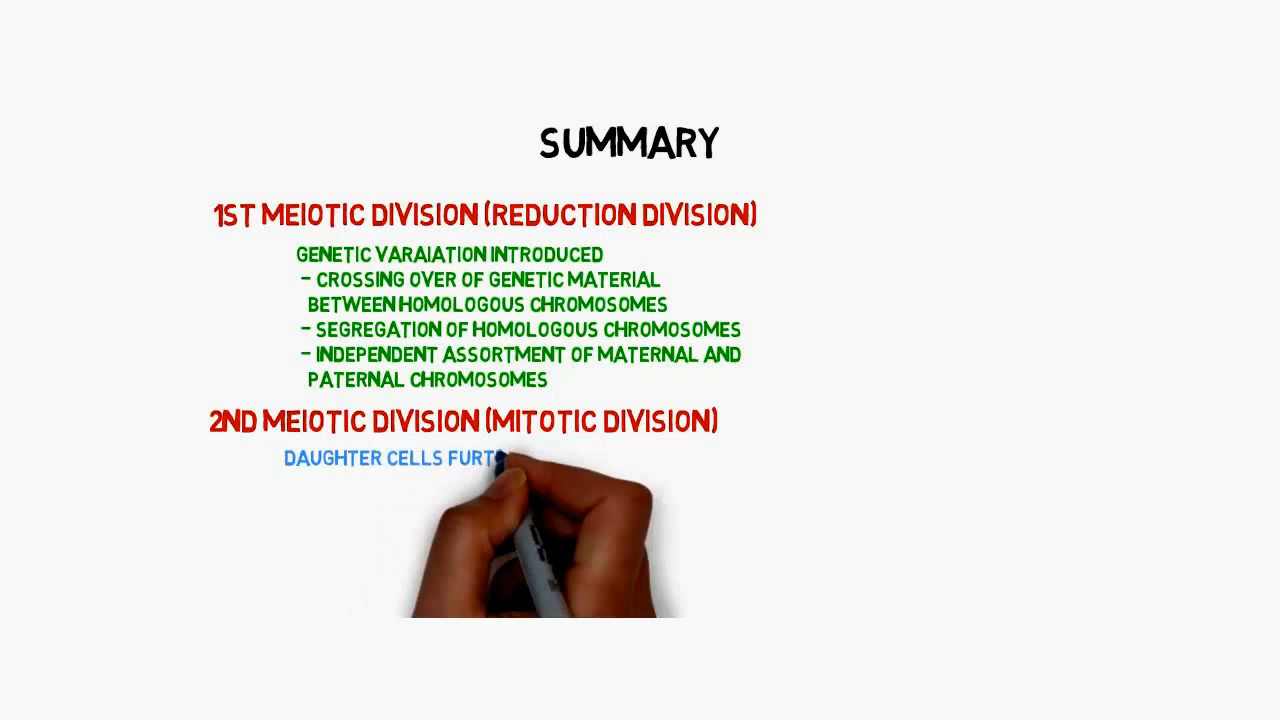 SUMMARY
1ST MEIOTIC DIVISION (REDUCTION DIVISION)
GENETIC VARAIATION INTRODUCED
- CROSSING OVER OF GENETIC MATERIAL
BETWEEN HOMOLOGOUS CHROMOSOMES
- SEGREGATION OF HOMOLOGOUS CHROMOSOMES
- INDEPENDENT ASSORTMENT OF MATERNAL AND
PATERNAL CHROMOSOMES
2ND MEIOTIC DIVISION (MITOTIC DIVISION)
DAUGHTER CELLS FURT